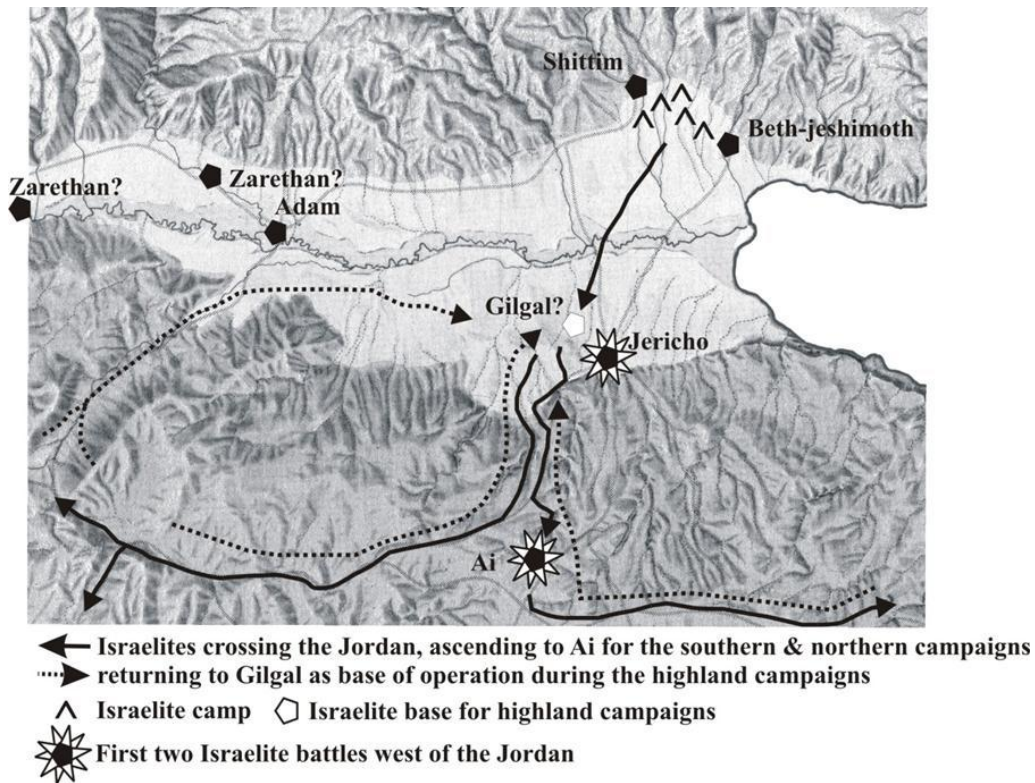 Shittim
Beth-jeshimoth
Zarethan?
Zarethan?
Adam
Gilgal?
Jericho
Ai
Israelites crossing the Jordan, ascending to Ai for the southern & northern campaigns
returning to Gilgal as base of operation during the highland campaigns
Israelite camp Israelite base for highland campaigns
First two Israelite battles west of the Jordan